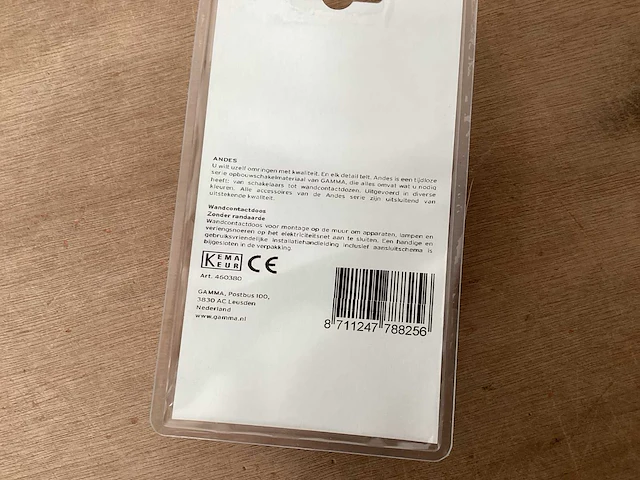 ANDES
U wilt uzelf omringen met kwaliteit. En elk detail telt. Andes is een tijdloze
serie opbouwschakelmateriaal van GAMMA, die alles omvat wat u nodig
heeft: van schakelaars tot wandcontactdozen. Uitgevoerd in diverse
kleuren. Alle accessoires van de Andes serie zijn uitsluitend van
uitstekende kwaliteit.
Wandcontactdoos
Zonder randaarde
Wandcontactdoos voor montage op de muur om apparaten, lampen en
verlengsnoeren op het elektriciteitsnet aan te sluiten. Een handige en
gebruiksvriendelijke installatiehandleiding inclusief aansluitschema is
bijgesloten in de verpakking.
KEMA
KEUR CE
Art. 460380
GAMMA, Postbus 100,
3830 AC Leusden
Nederland
www.gamma.nl
8 711247 788256